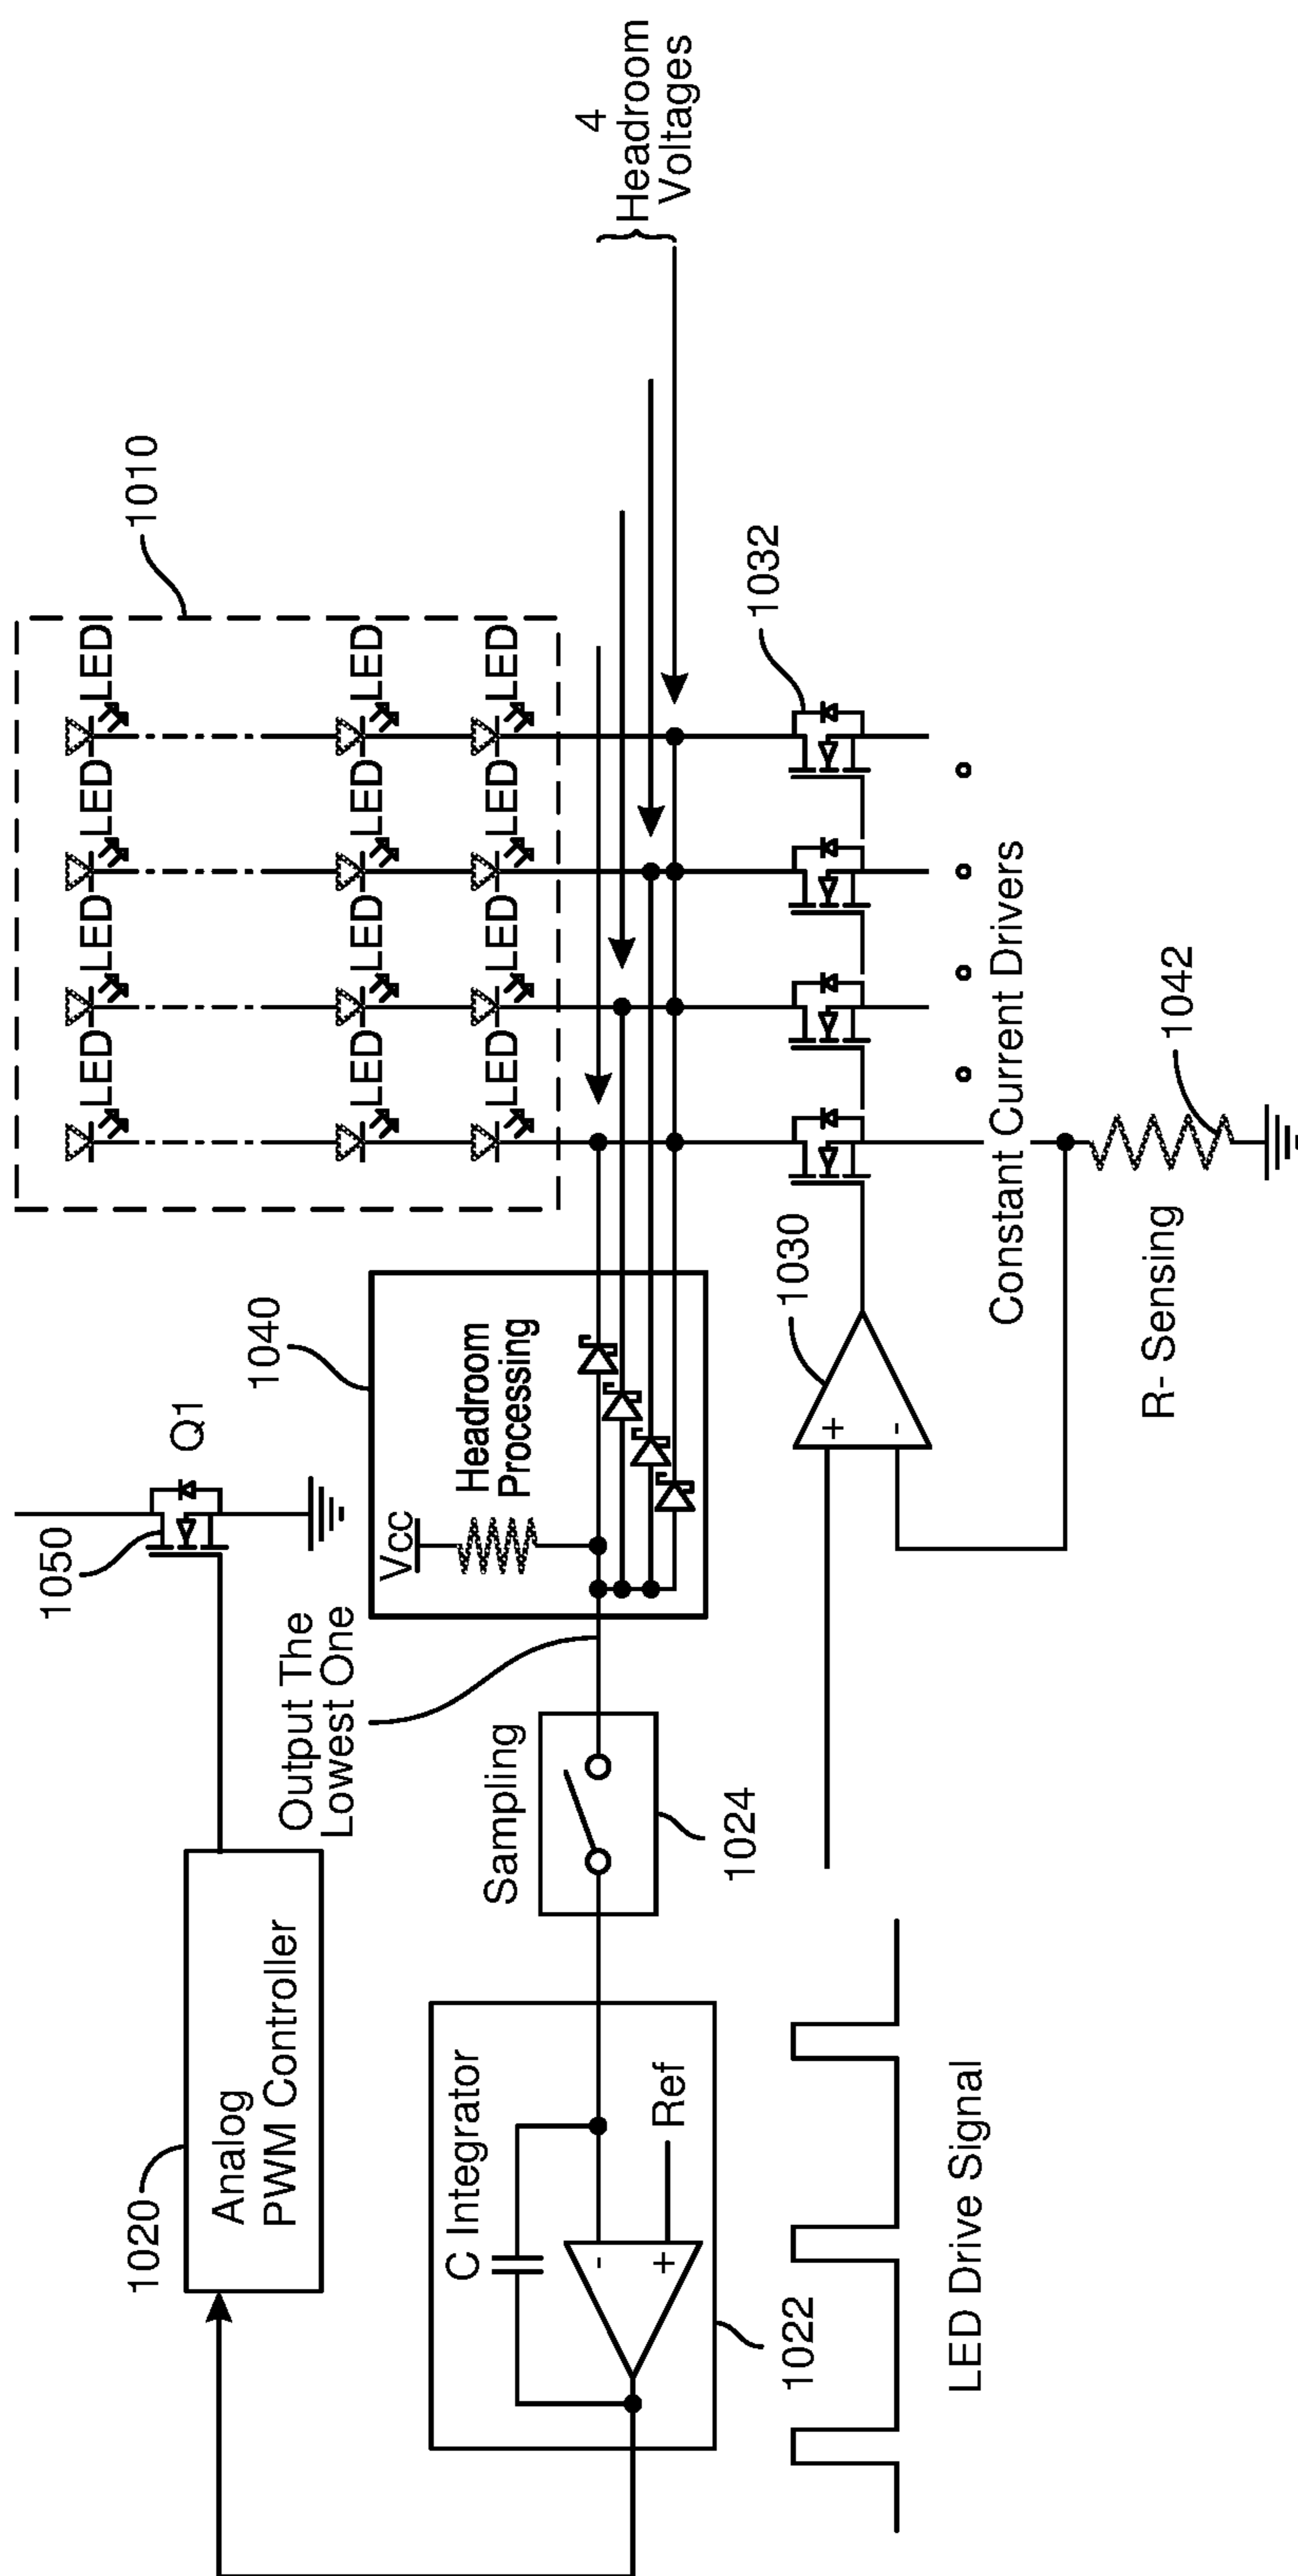 1050
Q1
1020
Analog
PWM Controller
Output The
Lowest One
1040
Vcc
Headroom
Processing
1010
LED LED LED LED
LED LED LED LED
LED LED LED LED
4
Headroom
Voltages
C Integrator
-
+
Ref
1022
Sampling
1024
1030
+
-
1032
Constant Current Drivers
R- Sensing
1042
LED Drive Signal